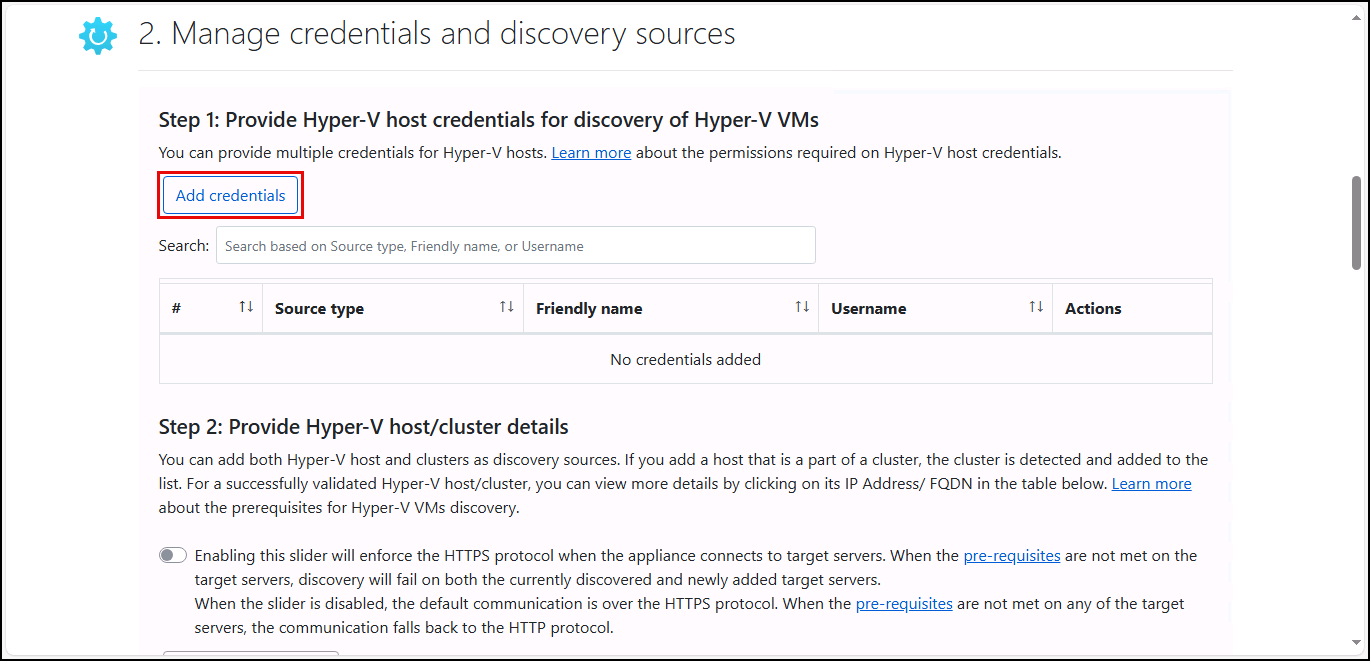 2. Manage credentials and discovery sources
Step 1: Provide Hyper-V host credentials for discovery of Hyper-V VMs
You can provide multiple credentials for Hyper-V hosts. Learn more about the permissions required on Hyper-V host credentials.
Add credentials
Search: Search based on Source type, Friendly name, or Username
# ↑↓ Source type ↑↓ Friendly name ↑↓ Username ↑↓ Actions
No credentials added
Step 2: Provide Hyper-V host/cluster details
You can add both Hyper-V host and clusters as discovery sources. If you add a host that is a part of a cluster, the cluster is detected and added to the
list. For a successfully validated Hyper-V host/cluster, you can view more details by clicking on its IP Address/ FQDN in the table below. Learn more
about the prerequisites for Hyper-V VMs discovery.
Enabling this slider will enforce the HTTPS protocol when the appliance connects to target servers. When the pre-requisites are not met on the
target servers, discovery will fail on both the currently discovered and newly added target servers.
When the slider is disabled, the default communication is over the HTTPS protocol. When the pre-requisites are not met on any of the target
servers, the communication falls back to the HTTP protocol.